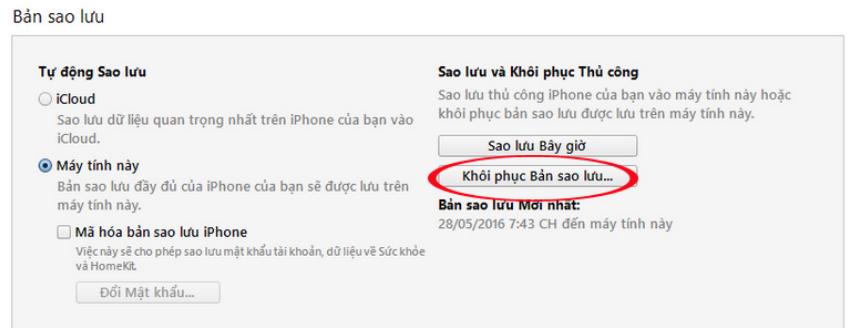 Bản sao lưu
Tự động Sao lưu
iCloud
Sao lưu dữ liệu quan trọng nhất trên iPhone của bạn vào
iCloud.
Máy tính này
Bản sao lưu đầy đủ của iPhone của bạn sẽ được lưu trên
máy tính này.
Mã hóa bản sao lưu iPhone
Việc này sẽ cho phép sao lưu mật khẩu tài khoản, dữ liệu về Sức khỏe
và HomeKit.
Đổi Mật khẩu...
Sao lưu và Khôi phục Thủ công
Sao lưu thủ công iPhone của bạn vào máy tính này hoặc
khôi phục bản sao lưu được lưu trên máy tính này.
Sao lưu Bây giờ
Khôi phục Bản sao lưu...
Bản sao lưu Mới nhất:
28/05/2016 7:43 CH đến máy tính này